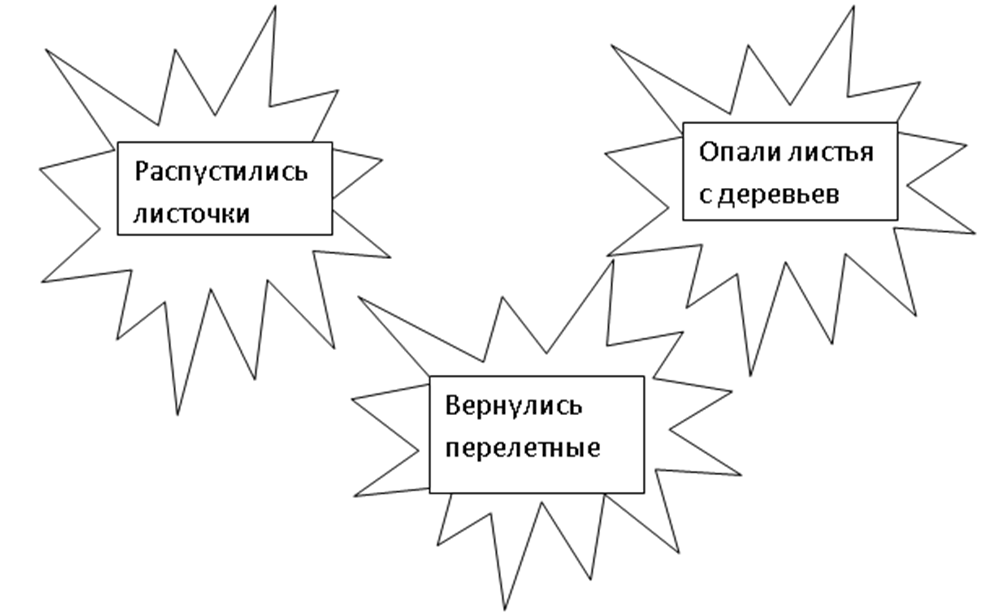 Распустились
листочки
Опали листья
с деревьев
Вернулись
перелетные